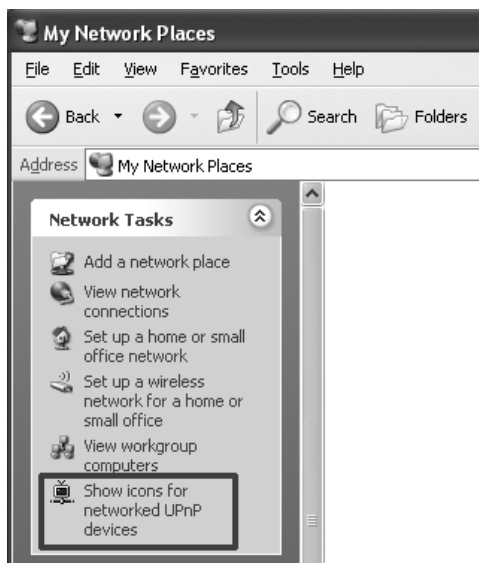 My Network Places
File Edit View Favorites Tools Help
Back Search Folders
Address My Network Places
Network Tasks
Add a network place
View network
connections
Set up a home or small
office network
Set up a wireless
network for a home or
small office
View workgroup
computers
Show icons for
networked UPnP
devices